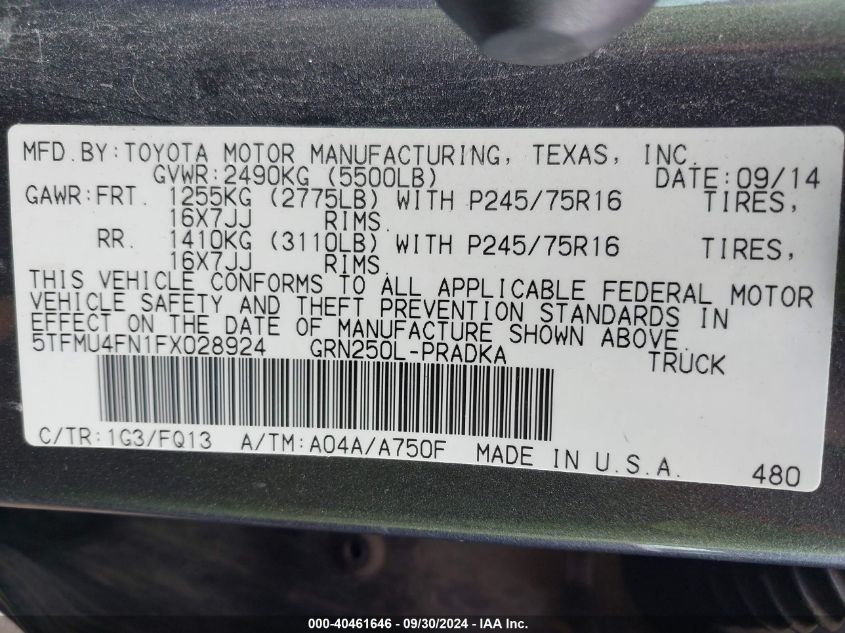 MFD.BY:TOYOTA MOTOR MANUFACTURING, TEXAS, INC.
GVWR:2490KG (5500LB) DATE:09/14
GAWR:FRT. 1255KG (2775LB) WITH P245/75R16 TIRES,
16X7JJ RIMS.
RR. 1410KG (3110LB) WITH P245/75R16 TIRES,
16X7JJ RIMS.
THIS VEHICLE CONFORMS TO ALL APPLICABLE FEDERAL MOTOR
VEHICLE SAFETY AND THEFT PREVENTION STANDARDS IN
EFFECT ON THE DATE OF MANUFACTURE SHOWN ABOVE.
5TFMU4FN1FX028924 GRN250L-PRADKA TRUCK
C/TR:1G3/FQ13 A/TM:A04A/A750F MADE IN U.S.A.
480
000-40461646 - 09/30/2024 - IAA Inc.